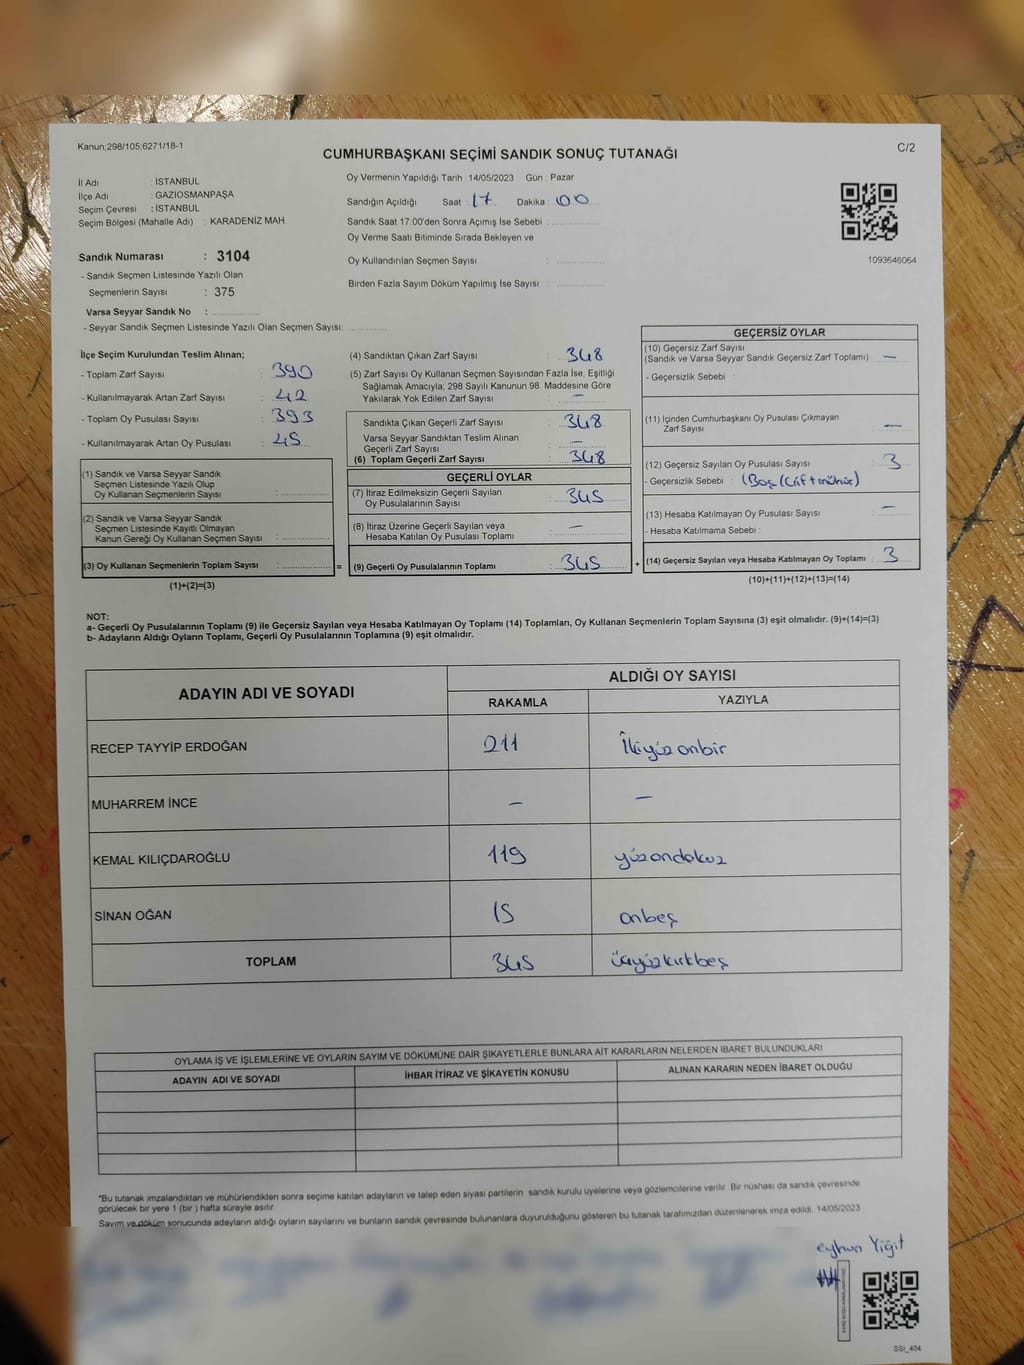 Kanun;298/105;6271/18-1
C/2
CUMHURBAŞKANI SEÇİMİ SANDIK SONUÇ TUTANAĞI
İl Adı : İSTANBUL
İlçe Adı : GAZİOSMANPAŞA
Seçim Çevresi : İSTANBUL
Seçim Bölgesi (Mahalle Adı) : KARADENİZ MAH.
Sandık Numarası : 3104
- Sandık Seçmen Listesinde Yazılı Olan
Seçmenlerin Sayısı : 375
Varsa Seyyar Sandık No :
- Seyyar Sandık Seçmen Listesinde Yazılı Olan Seçmen Sayısı:
Oy Vermenin Yapıldığı Tarih : 14/05/2023 Gün : Pazar
Sandığın Açıldığı Saat : 17 Dakika : 00
Sandık Saat 17:00'den Sonra Açımış İse Sebebi :
Oy Verme Saati Bitiminde Sırada Bekleyen ve
Oy Kullandırılan Seçmen Sayısı :
Birden Fazla Sayım Döküm Yapılmış İse Sayısı :
1093646064
İlçe Seçim Kurulundan Teslim Alınan;
- Toplam Zarf Sayısı : 390
- Kullanılmayarak Artan Zarf Sayısı : 42
- Toplam Oy Pusulası Sayısı : 393
- Kullanılmayarak Artan Oy Pusulası : 45
(1) Sandık ve Varsa Seyyar Sandık
Seçmen Listesinde Yazılı Olup
Oy Kullanan Seçmenlerin Sayısı :
(2) Sandık ve Varsa Seyyar Sandık
Seçmen Listesinde Kayıtlı Olmayan
Kanun Gereği Oy Kullanan Seçmen Sayısı :
(3) Oy Kullanan Seçmenlerin Toplam Sayısı : =
(1)+(2)=(3)
(4) Sandıktan Çıkan Zarf Sayısı : 348
(5) Zarf Sayısı Oy Kullanan Seçmen Sayısından Fazla İse, Eşitliği
Sağlamak Amacıyla; 298 Sayılı Kanunun 98. Maddesine Göre
Yakılarak Yok Edilen Zarf Sayısı : –
Sandıkta Çıkan Geçerli Zarf Sayısı : 348
Varsa Seyyar Sandıktan Teslim Alınan
Geçerli Zarf Sayısı : –
(6) Toplam Geçerli Zarf Sayısı : 348
GEÇERLİ OYLAR
(7) İtiraz Edilmeksizin Geçerli Sayılan
Oy Pusulalarının Sayısı : 345
(8) İtiraz Üzerine Geçerli Sayılan veya
Hesaba Katılan Oy Pusulası Toplamı : –
(9) Geçerli Oy Pusulalarının Toplamı : 345 +
GEÇERSİZ OYLAR
(10) Geçersiz Zarf Sayısı
(Sandık ve Varsa Seyyar Sandık Geçersiz Zarf Toplamı) –
- Geçersizlik Sebebi :
(11) İçinden Cumhurbaşkanı Oy Pusulası Çıkmayan
Zarf Sayısı –
(12) Geçersiz Sayılan Oy Pusulası Sayısı : 3
- Geçersizlik Sebebi : (Boş (Çift mühür)
(13) Hesaba Katılmayan Oy Pusulası Sayısı : –
- Hesaba Katılmama Sebebi :
(14) Geçersiz Sayılan veya Hesaba Katılmayan Oy Toplamı : 3
(10)+(11)+(12)+(13)=(14)
NOT:
a- Geçerli Oy Pusulalarının Toplamı (9) ile Geçersiz Sayılan veya Hesaba Katılmayan Oy Toplamı (14) Toplamları, Oy Kullanan Seçmenlerin Toplam Sayısına (3) eşit olmalıdır. (9)+(14)=(3)
b- Adayların Aldığı Oyların Toplamı, Geçerli Oy Pusulalarının Toplamına (9) eşit olmalıdır.
ADAYIN ADI VE SOYADI
ALDIĞI OY SAYISI
RAKAMLA YAZIYLA
RECEP TAYYİP ERDOĞAN 211 İkiyüz onbir
MUHARREM İNCE – –
KEMAL KILIÇDAROĞLU 119 yüzondokuz
SİNAN OĞAN 15 onbeş
TOPLAM 345 üçyüzkırkbeş
OYLAMA İŞ VE İŞLEMLERİNE VE OYLARIN SAYIM VE DÖKÜMÜNE DAİR ŞİKAYETLERLE BUNLARA AİT KARARLARIN NELERDEN İBARET BULUNDUKLARI
ADAYIN ADI VE SOYADI İHBAR İTİRAZ VE ŞİKAYETİN KONUSU ALINAN KARARIN NEDEN İBARET OLDUĞU
*Bu tutanak imzalandıktan ve mühürlendikten sonra seçime katılan adayların ve talep eden siyasi partilerin sandık kurulu üyelerine veya gözlemcilerine verilir. Bir nüshası da sandık çevresinde
görülecek bir yere 1 (bir ) hafta süreyle asılır.
Sayım ve döküm sonucunda adayların aldığı oyların sayılarını ve bunların sandık çevresinde bulunanlara duyurulduğunu gösteren bu tutanak tarafımızdan düzenlenerek imza edildi. 14/05/2023
eyhun Yiğit
SSI_404